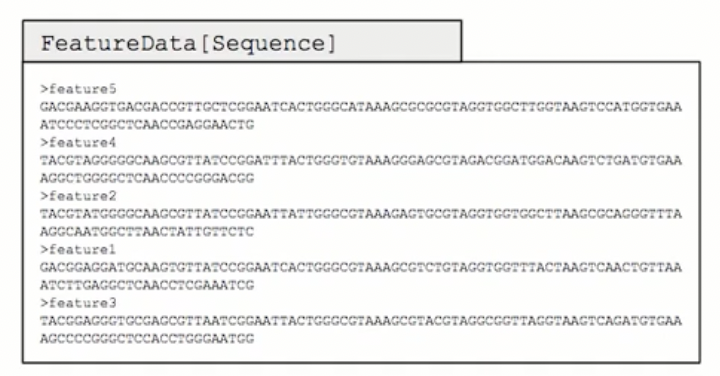 FeatureData[Sequence]
>feature5
GACGAAGGTGACGACCGTTGCTCGGAATCACTGGGCATAAAGCGCGCGTAGGTGGCTTGGTAAGTCCATGGTGAA
ATCCCTCGGCTCAACCGAGGAACTG
>feature4
TACGTAGGGGGCAAGCGTTATCCGGATTTACTGGGTGTAAAGGGAGCGTAGACGGATGGACAAGTCTGATGTGAA
AGGCTGGGGCTCAACCCCGGGACGG
>feature2
TACGTATGGGGCAAGCGTTATCCGGAATTATTGGGCGTAAAGAGTGCGTAGGTGGTGGCTTAAGCGCAGGGTTTA
AGGCAATGGCTTAACTATTGTTCTC
>feature1
GACGGAGGATGCAAGTGTTATCCGGAATCACTGGGCGTAAAGCGTCTGTAGGTGGTTTACTAAGTCAACTGTTAA
ATCTTGAGGCTCAACCTCGAAATCG
>feature3
TACGGAGGGTGCGAGCGTTAATCGGAATTACTGGGCGTAAAGCGTACGTAGGCGGTTAGGTAAGTCAGATGTGAA
AGCCCCGGGCTCCACCTGGGAATGG